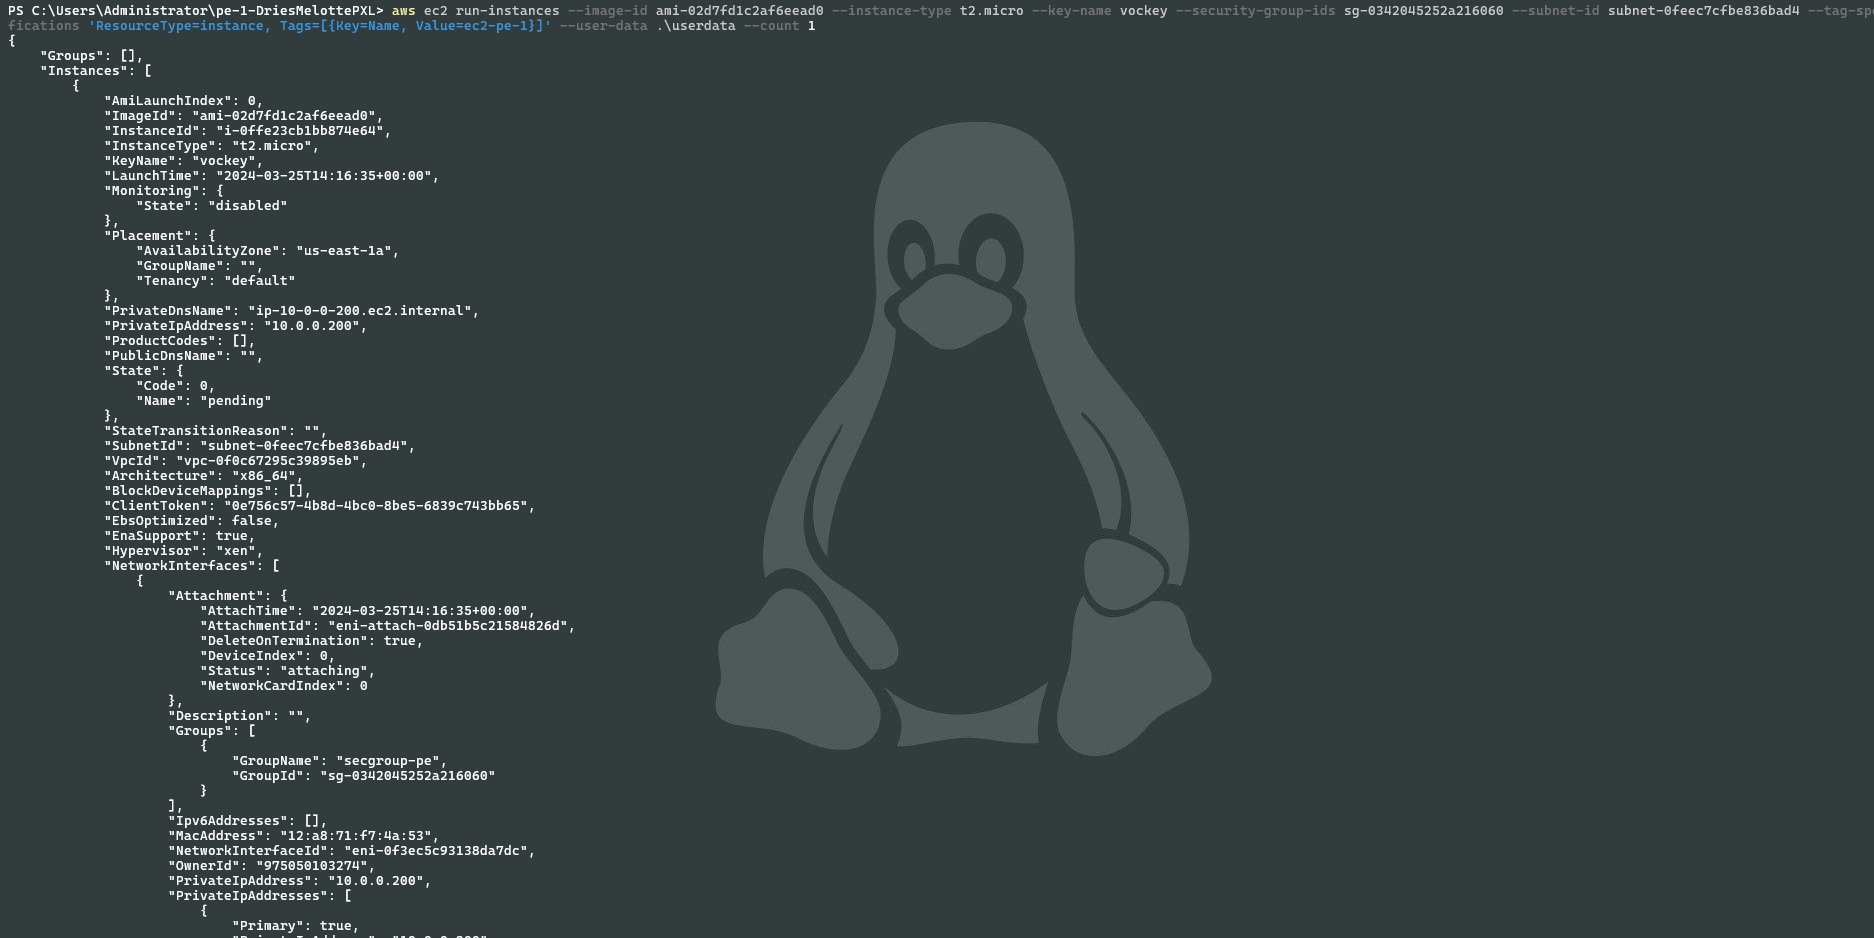 PS C:\Users\Administrator\pe-1-DriesMelottePXL> aws ec2 run-instances --image-id ami-02d7fd1c2af6eead0 --instance-type t2.micro --key-name vockey --security-group-ids sg-0342045252a216060 --subnet-id subnet-0feec7cfbe836bad4 --tag-spe
fications 'ResourceType=instance, Tags=[{Key=Name, Value=ec2-pe-1}]' --user-data .\userdata --count 1
{
    "Groups": [],
    "Instances": [
        {
            "AmiLaunchIndex": 0,
            "ImageId": "ami-02d7fd1c2af6eead0",
            "InstanceId": "i-0ffe23cb1bb874e64",
            "InstanceType": "t2.micro",
            "KeyName": "vockey",
            "LaunchTime": "2024-03-25T14:16:35+00:00",
            "Monitoring": {
                "State": "disabled"
            },
            "Placement": {
                "AvailabilityZone": "us-east-1a",
                "GroupName": "",
                "Tenancy": "default"
            },
            "PrivateDnsName": "ip-10-0-0-200.ec2.internal",
            "PrivateIpAddress": "10.0.0.200",
            "ProductCodes": [],
            "PublicDnsName": "",
            "State": {
                "Code": 0,
                "Name": "pending"
            },
            "StateTransitionReason": "",
            "SubnetId": "subnet-0feec7cfbe836bad4",
            "VpcId": "vpc-0f0c67295c39895eb",
            "Architecture": "x86_64",
            "BlockDeviceMappings": [],
            "ClientToken": "0e756c57-4b8d-4bc0-8be5-6839c743bb65",
            "EbsOptimized": false,
            "EnaSupport": true,
            "Hypervisor": "xen",
            "NetworkInterfaces": [
                {
                    "Attachment": {
                        "AttachTime": "2024-03-25T14:16:35+00:00",
                        "AttachmentId": "eni-attach-0db51b5c21584826d",
                        "DeleteOnTermination": true,
                        "DeviceIndex": 0,
                        "Status": "attaching",
                        "NetworkCardIndex": 0
                    },
                    "Description": "",
                    "Groups": [
                        {
                            "GroupName": "secgroup-pe",
                            "GroupId": "sg-0342045252a216060"
                        }
                    ],
                    "Ipv6Addresses": [],
                    "MacAddress": "12:a8:71:f7:4a:53",
                    "NetworkInterfaceId": "eni-0f3ec5c93138da7dc",
                    "OwnerId": "975050103274",
                    "PrivateIpAddress": "10.0.0.200",
                    "PrivateIpAddresses": [
                        {
                            "Primary": true,